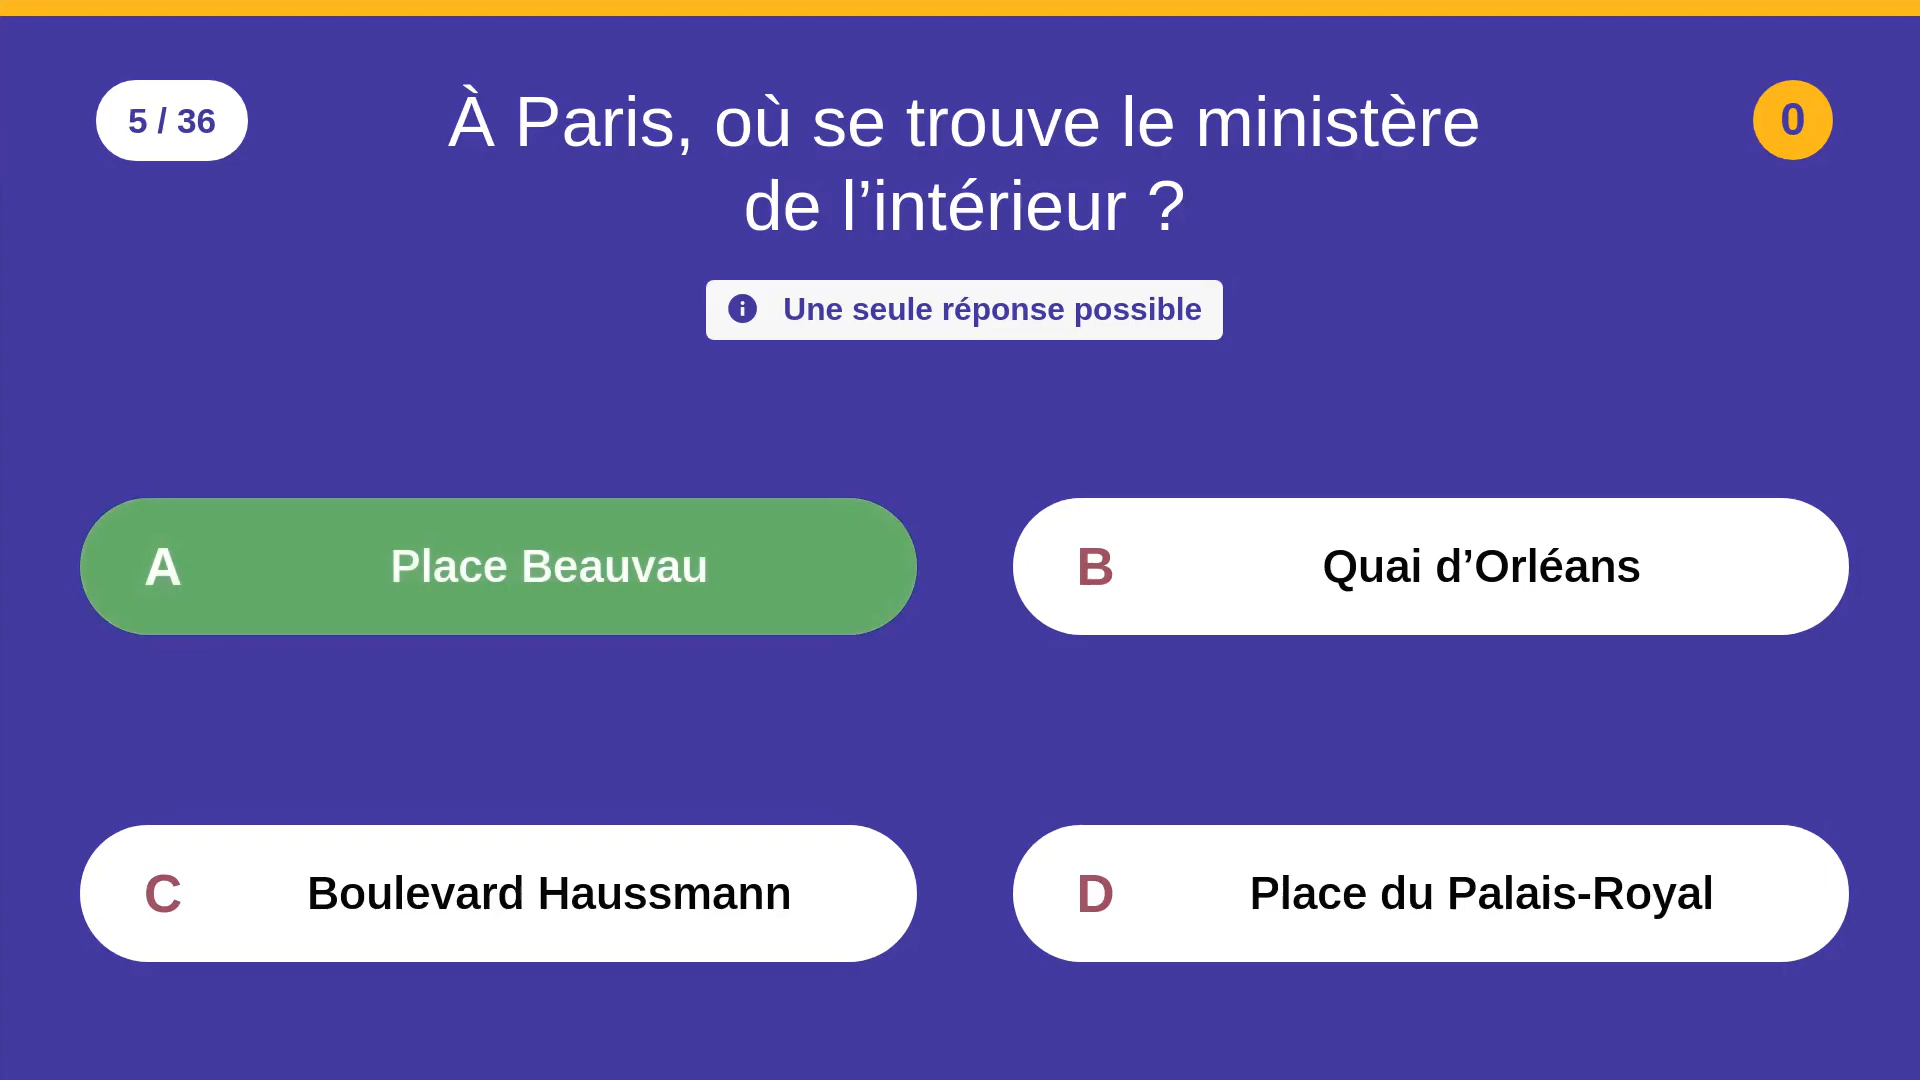 5 / 36
À Paris, où se trouve le ministère
de l’intérieur ?
0
Une seule réponse possible
A Place Beauvau
B Quai d’Orléans
C Boulevard Haussmann
D Place du Palais-Royal